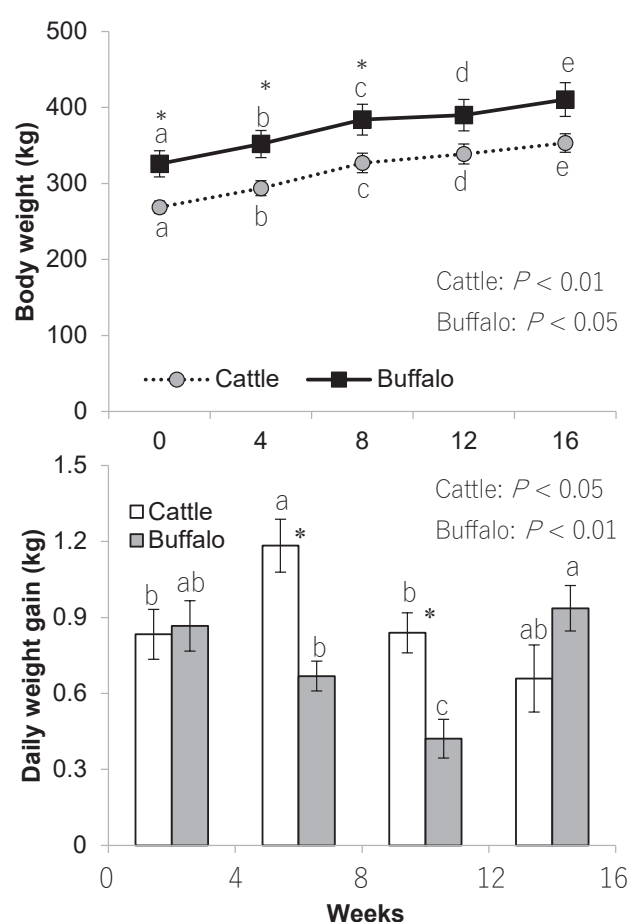 500
400
300
200
100
0
Body weight (kg)
* * * d e
a b c
a b c d e
Cattle: P < 0.01
Buffalo: P < 0.05
Cattle Buffalo
0 4 8 12 16
1.5
1.2
0.9
0.6
0.3
0
Daily weight gain (kg)
Cattle: P < 0.05
Buffalo: P < 0.01
Cattle
Buffalo
b ab a * b b * c ab a
0 4 8 12 16
Weeks